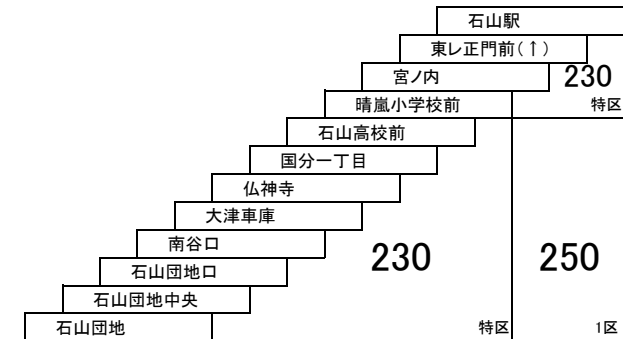 石山駅
東レ正門前(↑)
宮ノ内
230
晴嵐小学校前
特区
石山高校前
国分一丁目
仏神寺
大津車庫
南谷口
230
250
石山団地口
石山団地中央
石山団地
特区
1区